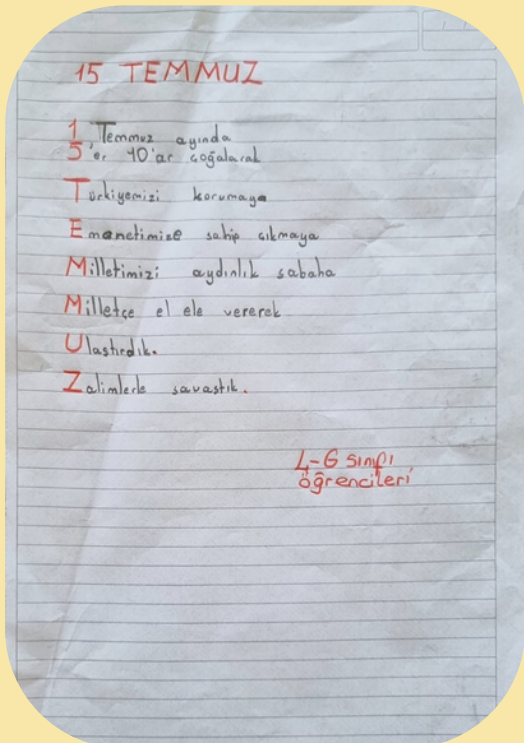 15 TEMMUZ
1 Temmuz ayında
5'er 10'ar çoğalarak
Türkiyemizi korumaya
Emanetimize sahip çıkmaya
Milletimizi aydınlık sabaha
Milletçe el ele vererek
Ulaştırdık.
Zalimlerle savaştık.
4-G sınıfı
öğrencileri